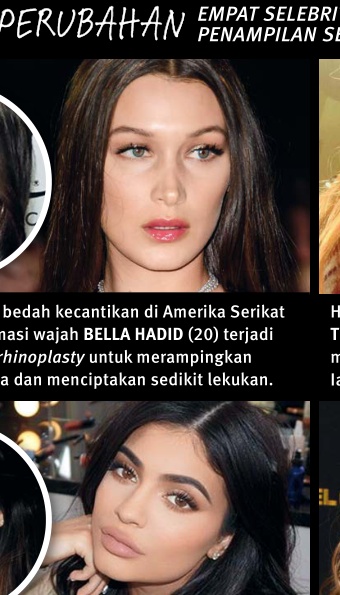 PERUBAHAN
EMPAT SELEBRI
PENAMPILAN SE
bedah kecantikan di Amerika Serikat
masi wajah BELLA HADID (20) terjadi
rhinoplasty untuk merampingkan
a dan menciptakan sedikit lekukan.
H
T
m
la